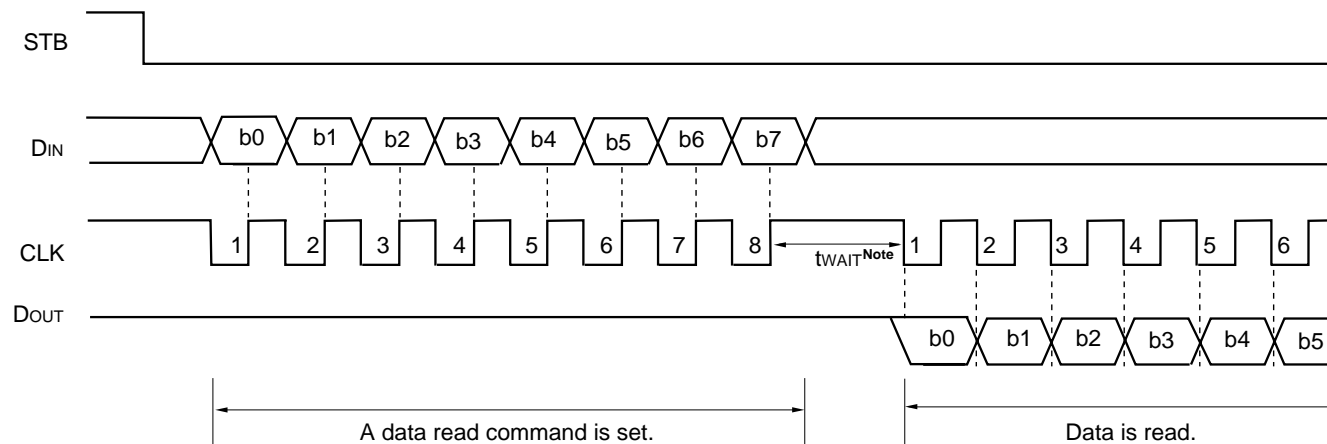 STB
DIN
b0 b1 b2 b3 b4 b5 b6 b7
CLK
1 2 3 4 5 6 7 8
tWAIT Note
1 2 3 4 5 6
DOUT
b0 b1 b2 b3 b4 b5
A data read command is set.
Data is read.